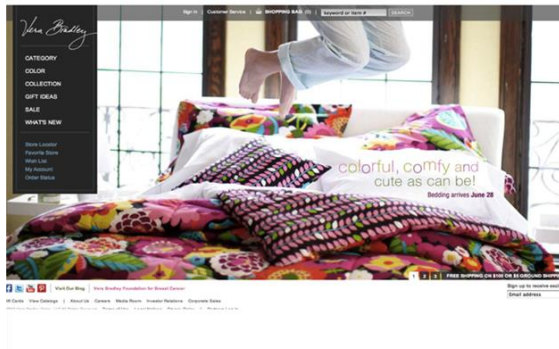 Sign In | Customer Service | SHOPPING BAG (0) | keyword or item # SEARCH
Vera Bradley
CATEGORY
COLOR
COLLECTION
GIFT IDEAS
SALE
WHAT'S NEW
Store Locator
Favorite Store
Wish List
My Account
Order Status
colorful, comfy and
cute as can be!
Bedding arrives June 28
1 2 3 | FREE SHIPPING ON $100 OR $5 GROUND SHIPP
Visit Our Blog | Vera Bradley Foundation for Breast Cancer
Sign up to receive excl
Email address
Cards View Catalogs | About Us Careers Media Room Investor Relations Corporate Sales